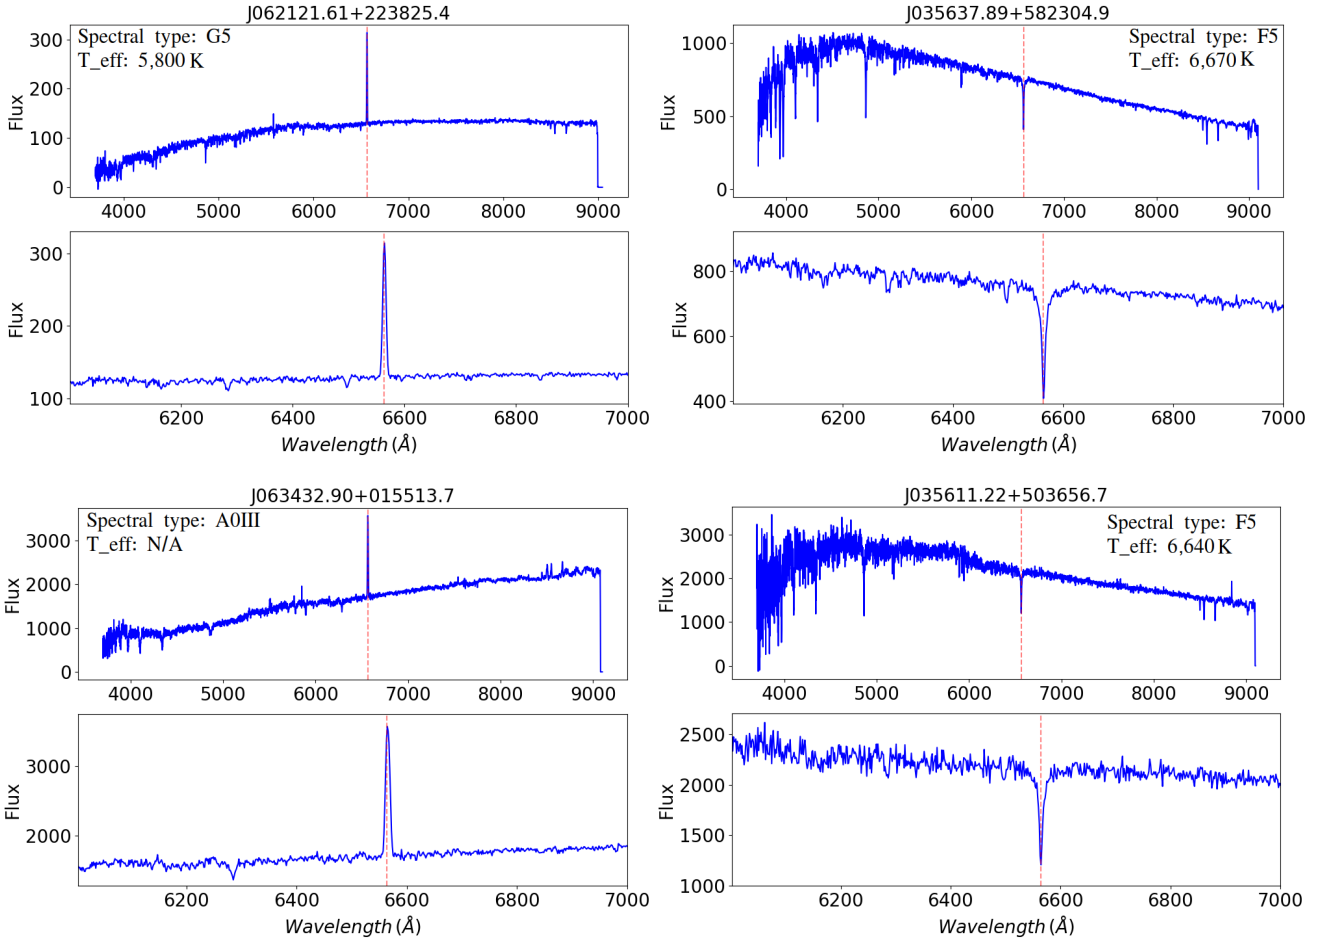 J062121.61+223825.4
Spectral type: G5
T_eff: 5,800 K
Flux
300
200
100
0
4000 5000 6000 7000 8000 9000
Flux
300
200
100
6200 6400 6600 6800 7000
Wavelength (Å)
J035637.89+582304.9
Spectral type: F5
T_eff: 6,670 K
Flux
1000
500
0
4000 5000 6000 7000 8000 9000
Flux
800
600
400
6200 6400 6600 6800 7000
Wavelength (Å)
J063432.90+015513.7
Spectral type: A0III
T_eff: N/A
Flux
3000
2000
1000
0
4000 5000 6000 7000 8000 9000
Flux
3000
2000
6200 6400 6600 6800 7000
Wavelength (Å)
J035611.22+503656.7
Spectral type: F5
T_eff: 6,640 K
Flux
3000
2000
1000
0
4000 5000 6000 7000 8000 9000
Flux
2500
2000
1500
1000
6200 6400 6600 6800 7000
Wavelength (Å)